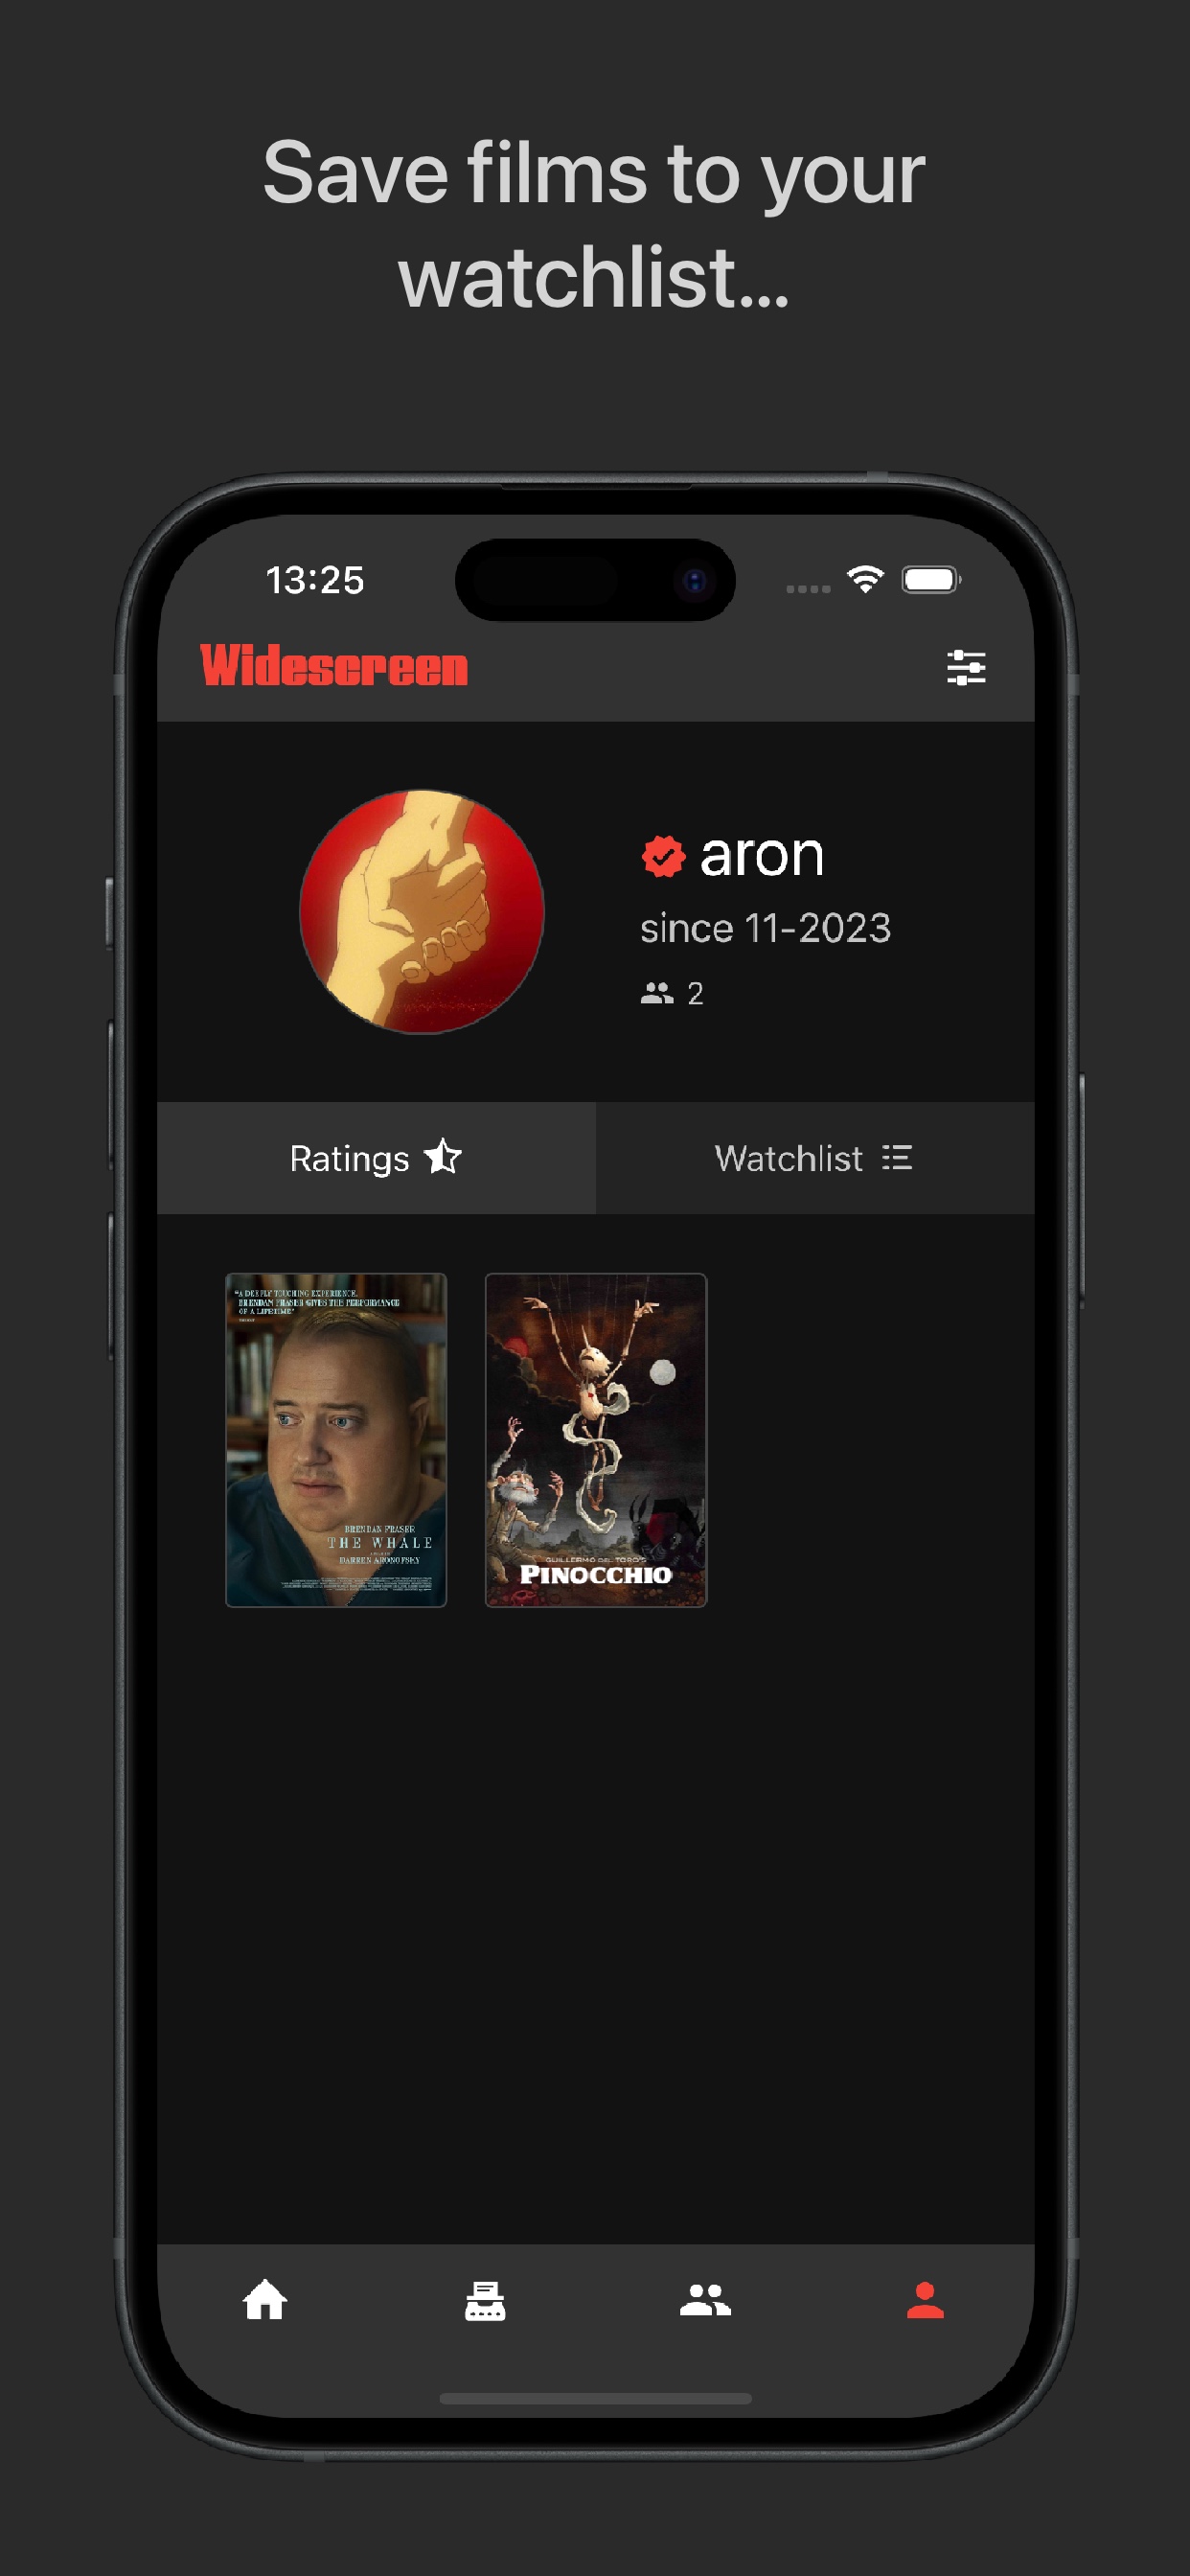 Save films to your
watchlist...
13:25
Widescreen
aron
since 11-2023
2
Ratings
Watchlist
"A DEEPLY TOUCHING EXPERIENCE.
BRENDAN FRASER GIVES THE PERFORMANCE
OF A LIFETIME"
BRENDAN FRASER
THE WHALE
DARREN ARONOFSKY
GUILLERMO DEL TORO'S
PINOCCHIO